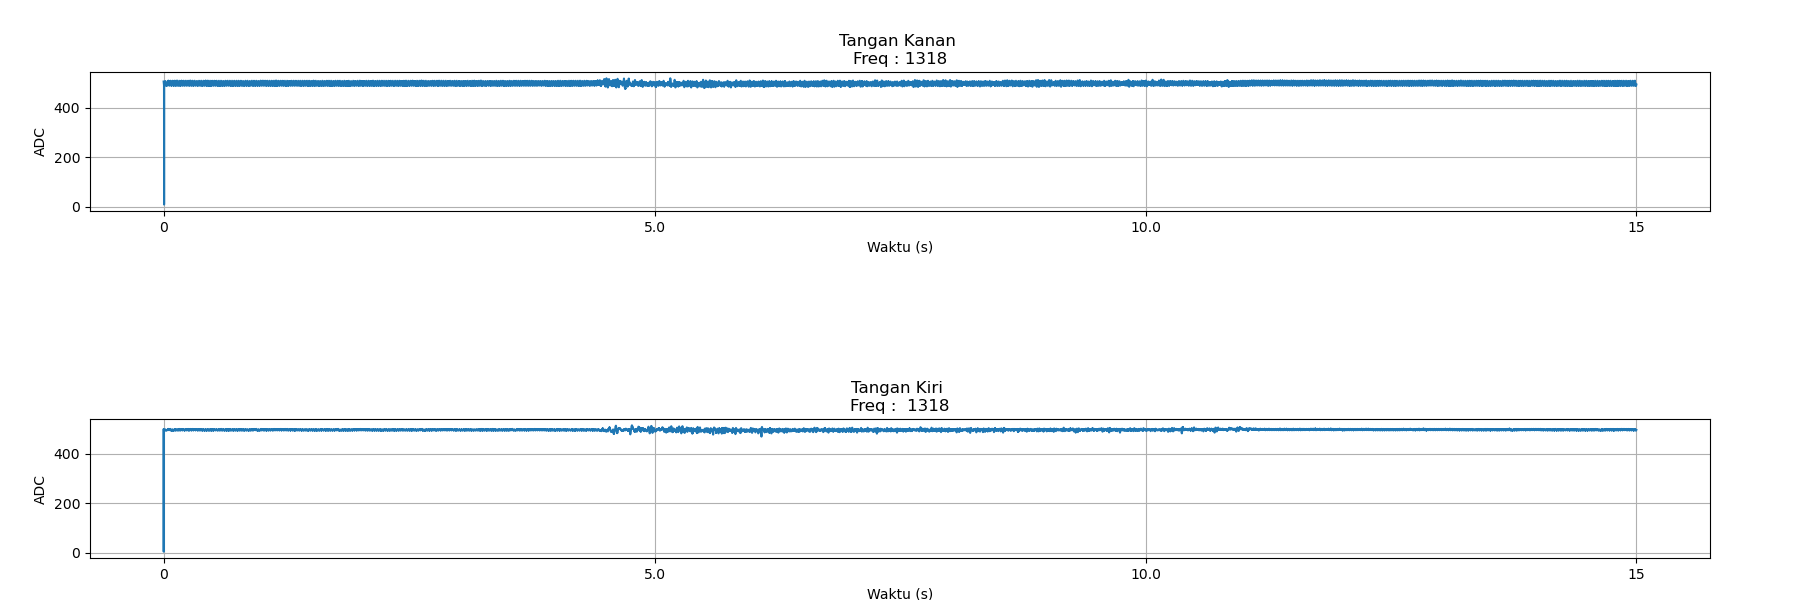 Tangan Kanan
Freq : 1318
ADC
400
200
0
0
5.0
10.0
15
Waktu (s)
Tangan Kiri
Freq :  1318
ADC
400
200
0
0
5.0
10.0
15
Waktu (s)